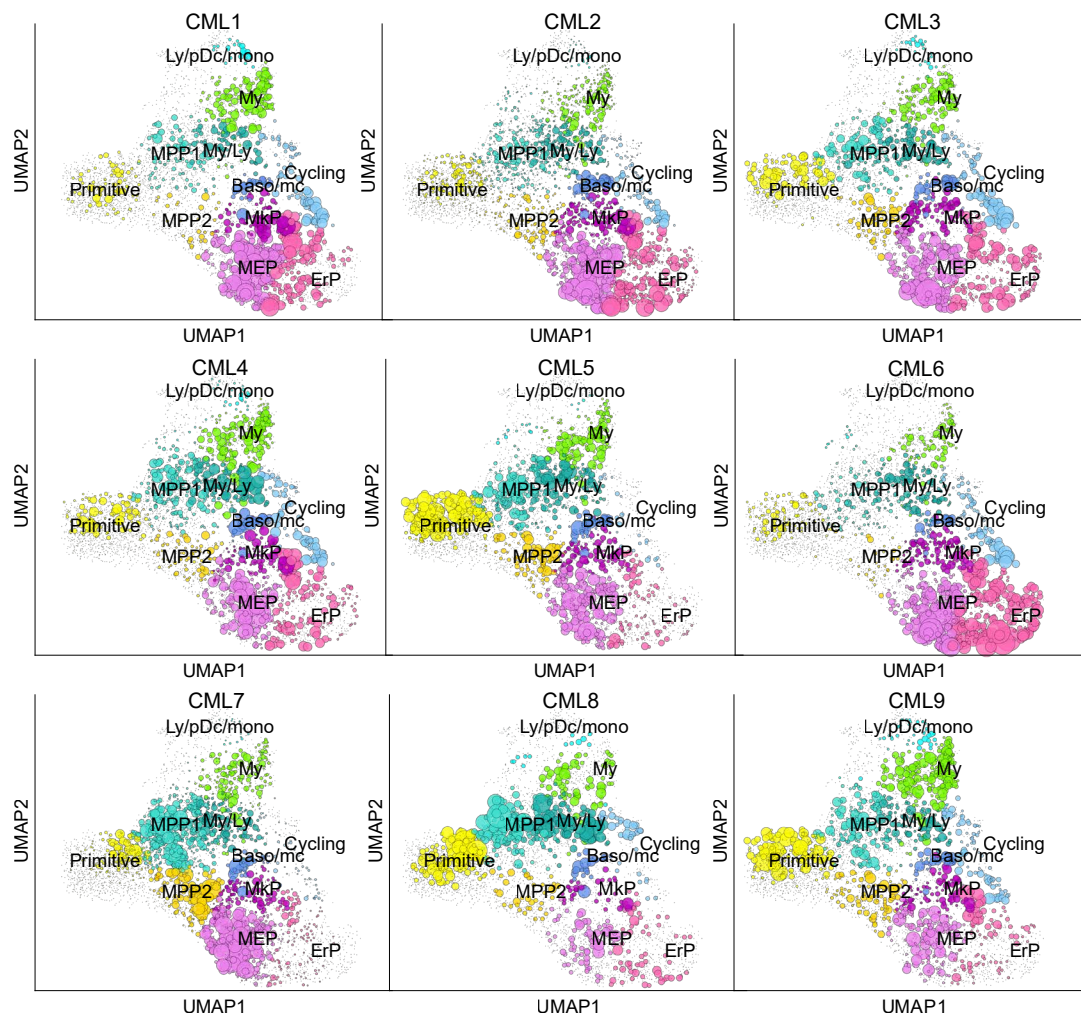 CML1
Ly/pDc/mono
My
MPP1
My/Ly
Cycling
Primitive
Baso/mc
MPP2
MkP
MEP
ErP
UMAP1
UMAP2
CML2
Ly/pDc/mono
My
MPP1
My/Ly
Cycling
Primitive
Baso/mc
MPP2
MkP
MEP
ErP
UMAP1
UMAP2
CML3
Ly/pDc/mono
My
MPP1
My/Ly
Cycling
Primitive
Baso/mc
MPP2
MkP
MEP
ErP
UMAP1
UMAP2
CML4
Ly/pDc/mono
My
MPP1
My/Ly
Cycling
Primitive
Baso/mc
MPP2
MkP
MEP
ErP
UMAP1
UMAP2
CML5
Ly/pDc/mono
My
MPP1
My/Ly
Cycling
Primitive
Baso/mc
MPP2
MkP
MEP
ErP
UMAP1
UMAP2
CML6
Ly/pDc/mono
My
MPP1
My/Ly
Cycling
Primitive
Baso/mc
MPP2
MkP
MEP
ErP
UMAP1
UMAP2
CML7
Ly/pDc/mono
My
MPP1
My/Ly
Cycling
Primitive
Baso/mc
MPP2
MkP
MEP
ErP
UMAP1
UMAP2
CML8
Ly/pDc/mono
My
MPP1
My/Ly
Cycling
Primitive
Baso/mc
MPP2
MkP
MEP
ErP
UMAP1
UMAP2
CML9
Ly/pDc/mono
My
MPP1
My/Ly
Cycling
Primitive
Baso/mc
MPP2
MkP
MEP
ErP
UMAP1
UMAP2